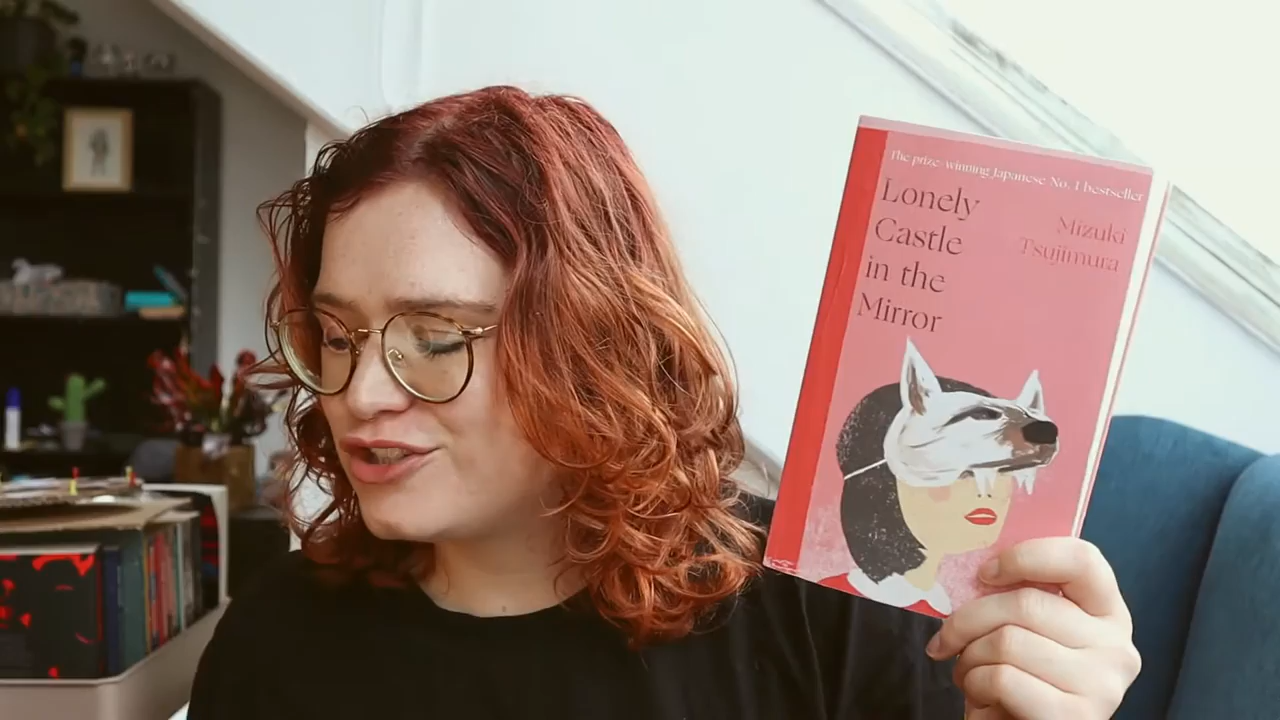 The prize-winning Japanese No. 1 bestseller
Lonely
Castle
in the
Mirror
Mizuki
Tsujimura